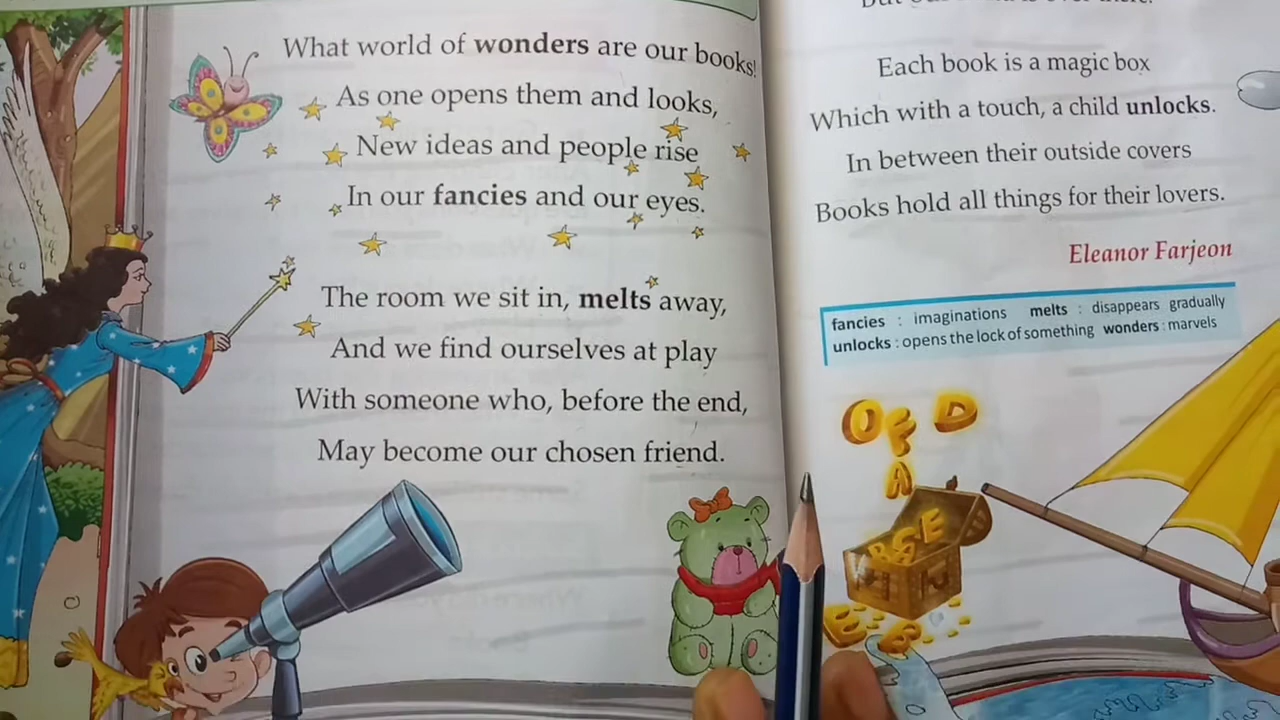 What world of wonders are our books!
As one opens them and looks,
New ideas and people rise
In our fancies and our eyes.
The room we sit in, melts away,
And we find ourselves at play
With someone who, before the end,
May become our chosen friend.
Each book is a magic box
Which with a touch, a child unlocks.
In between their outside covers
Books hold all things for their lovers.
Eleanor Farjeon
fancies : imaginations melts : disappears gradually
unlocks : opens the lock of something wonders : marvels
O F D
A
R S E
E B